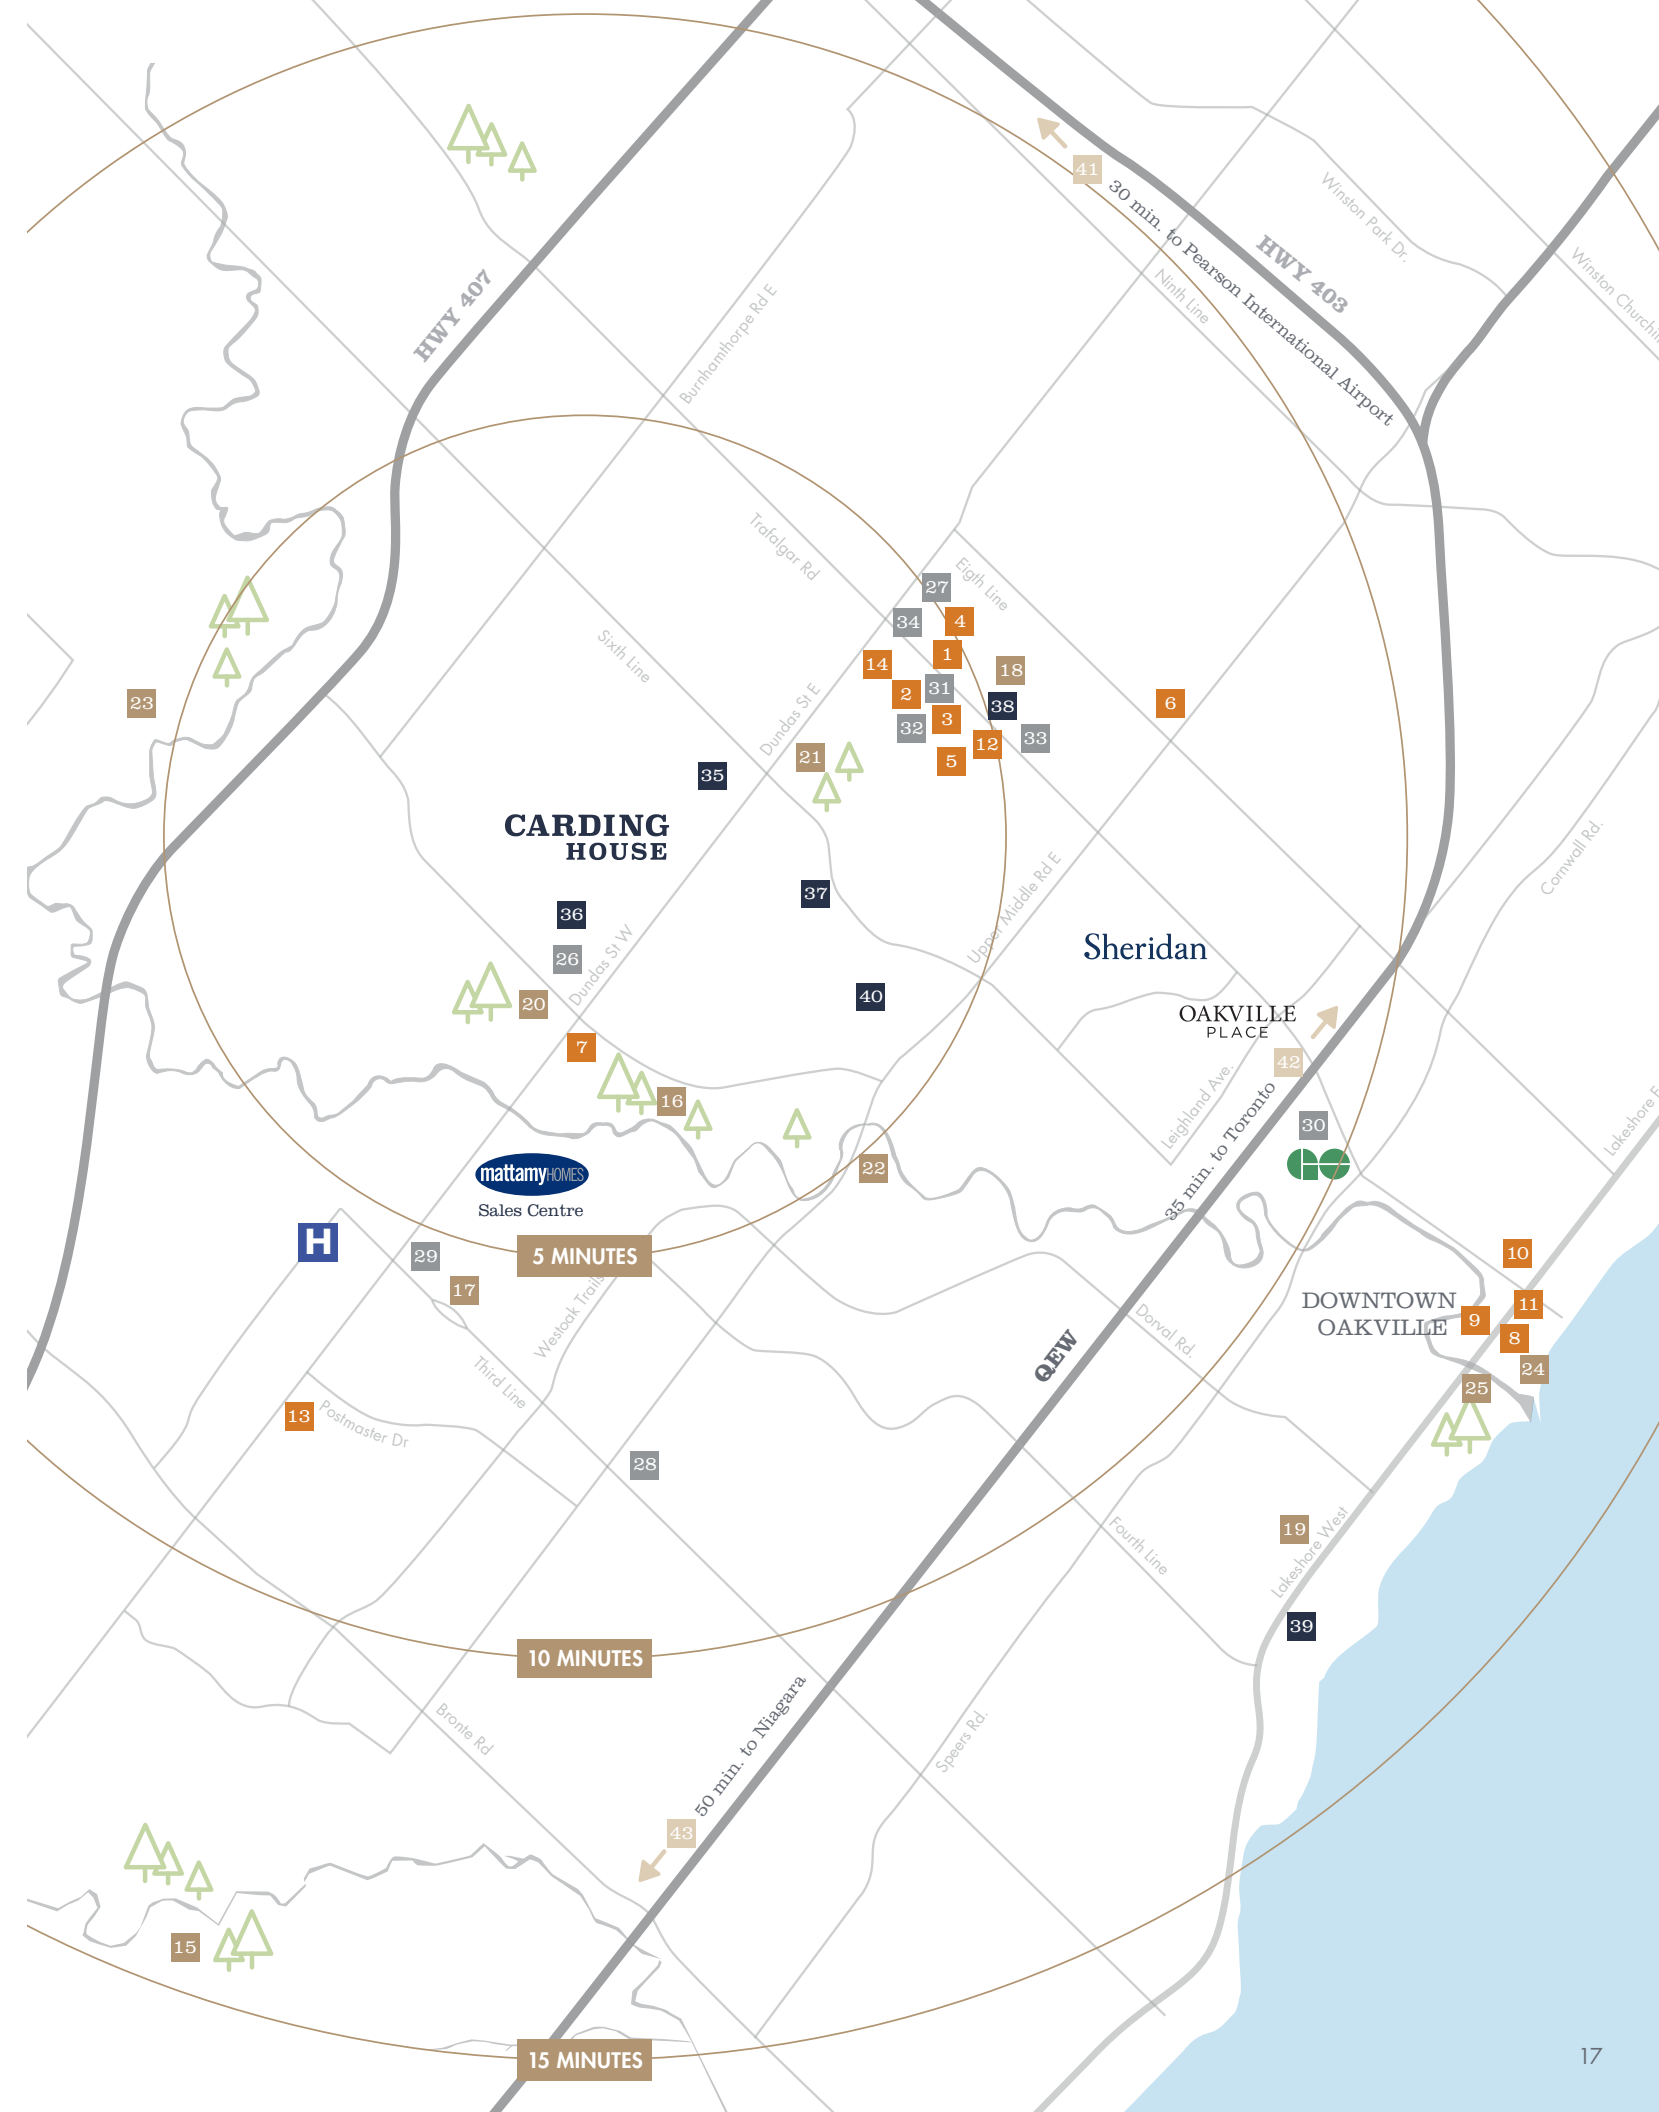 41
30 min. to Pearson International Airport
Winston Park Dr.
HWY 403
Winston Churchill
Ninth Line
HWY 407
Burnhamthorpe Rd E
Trafalgar Rd
Eigth Line
27
34
4
1
14
18
2
31
38
6
3
32
33
12
5
23
Sixth Line
Dundas St E
21
35
CARDING
HOUSE
37
Cornwall Rd.
36
Upper Middle Rd E
Sheridan
26
Dundas St W
20
40
OAKVILLE
PLACE
7
42
16
Leighland Ave.
35 min. to Toronto
30
GO
Lakeshore E
22
mattamyHOMES
Sales Centre
H
29
5 MINUTES
10
17
DOWNTOWN
OAKVILLE
9
11
8
Westoak Trails
Dorval Rd.
QEW
24
25
Third Line
13
Postmaster Dr
28
19
Fourth Line
Lakeshore West
39
10 MINUTES
Bronte Rd
50 min. to Niagara
Speers Rd.
43
15
15 MINUTES
17